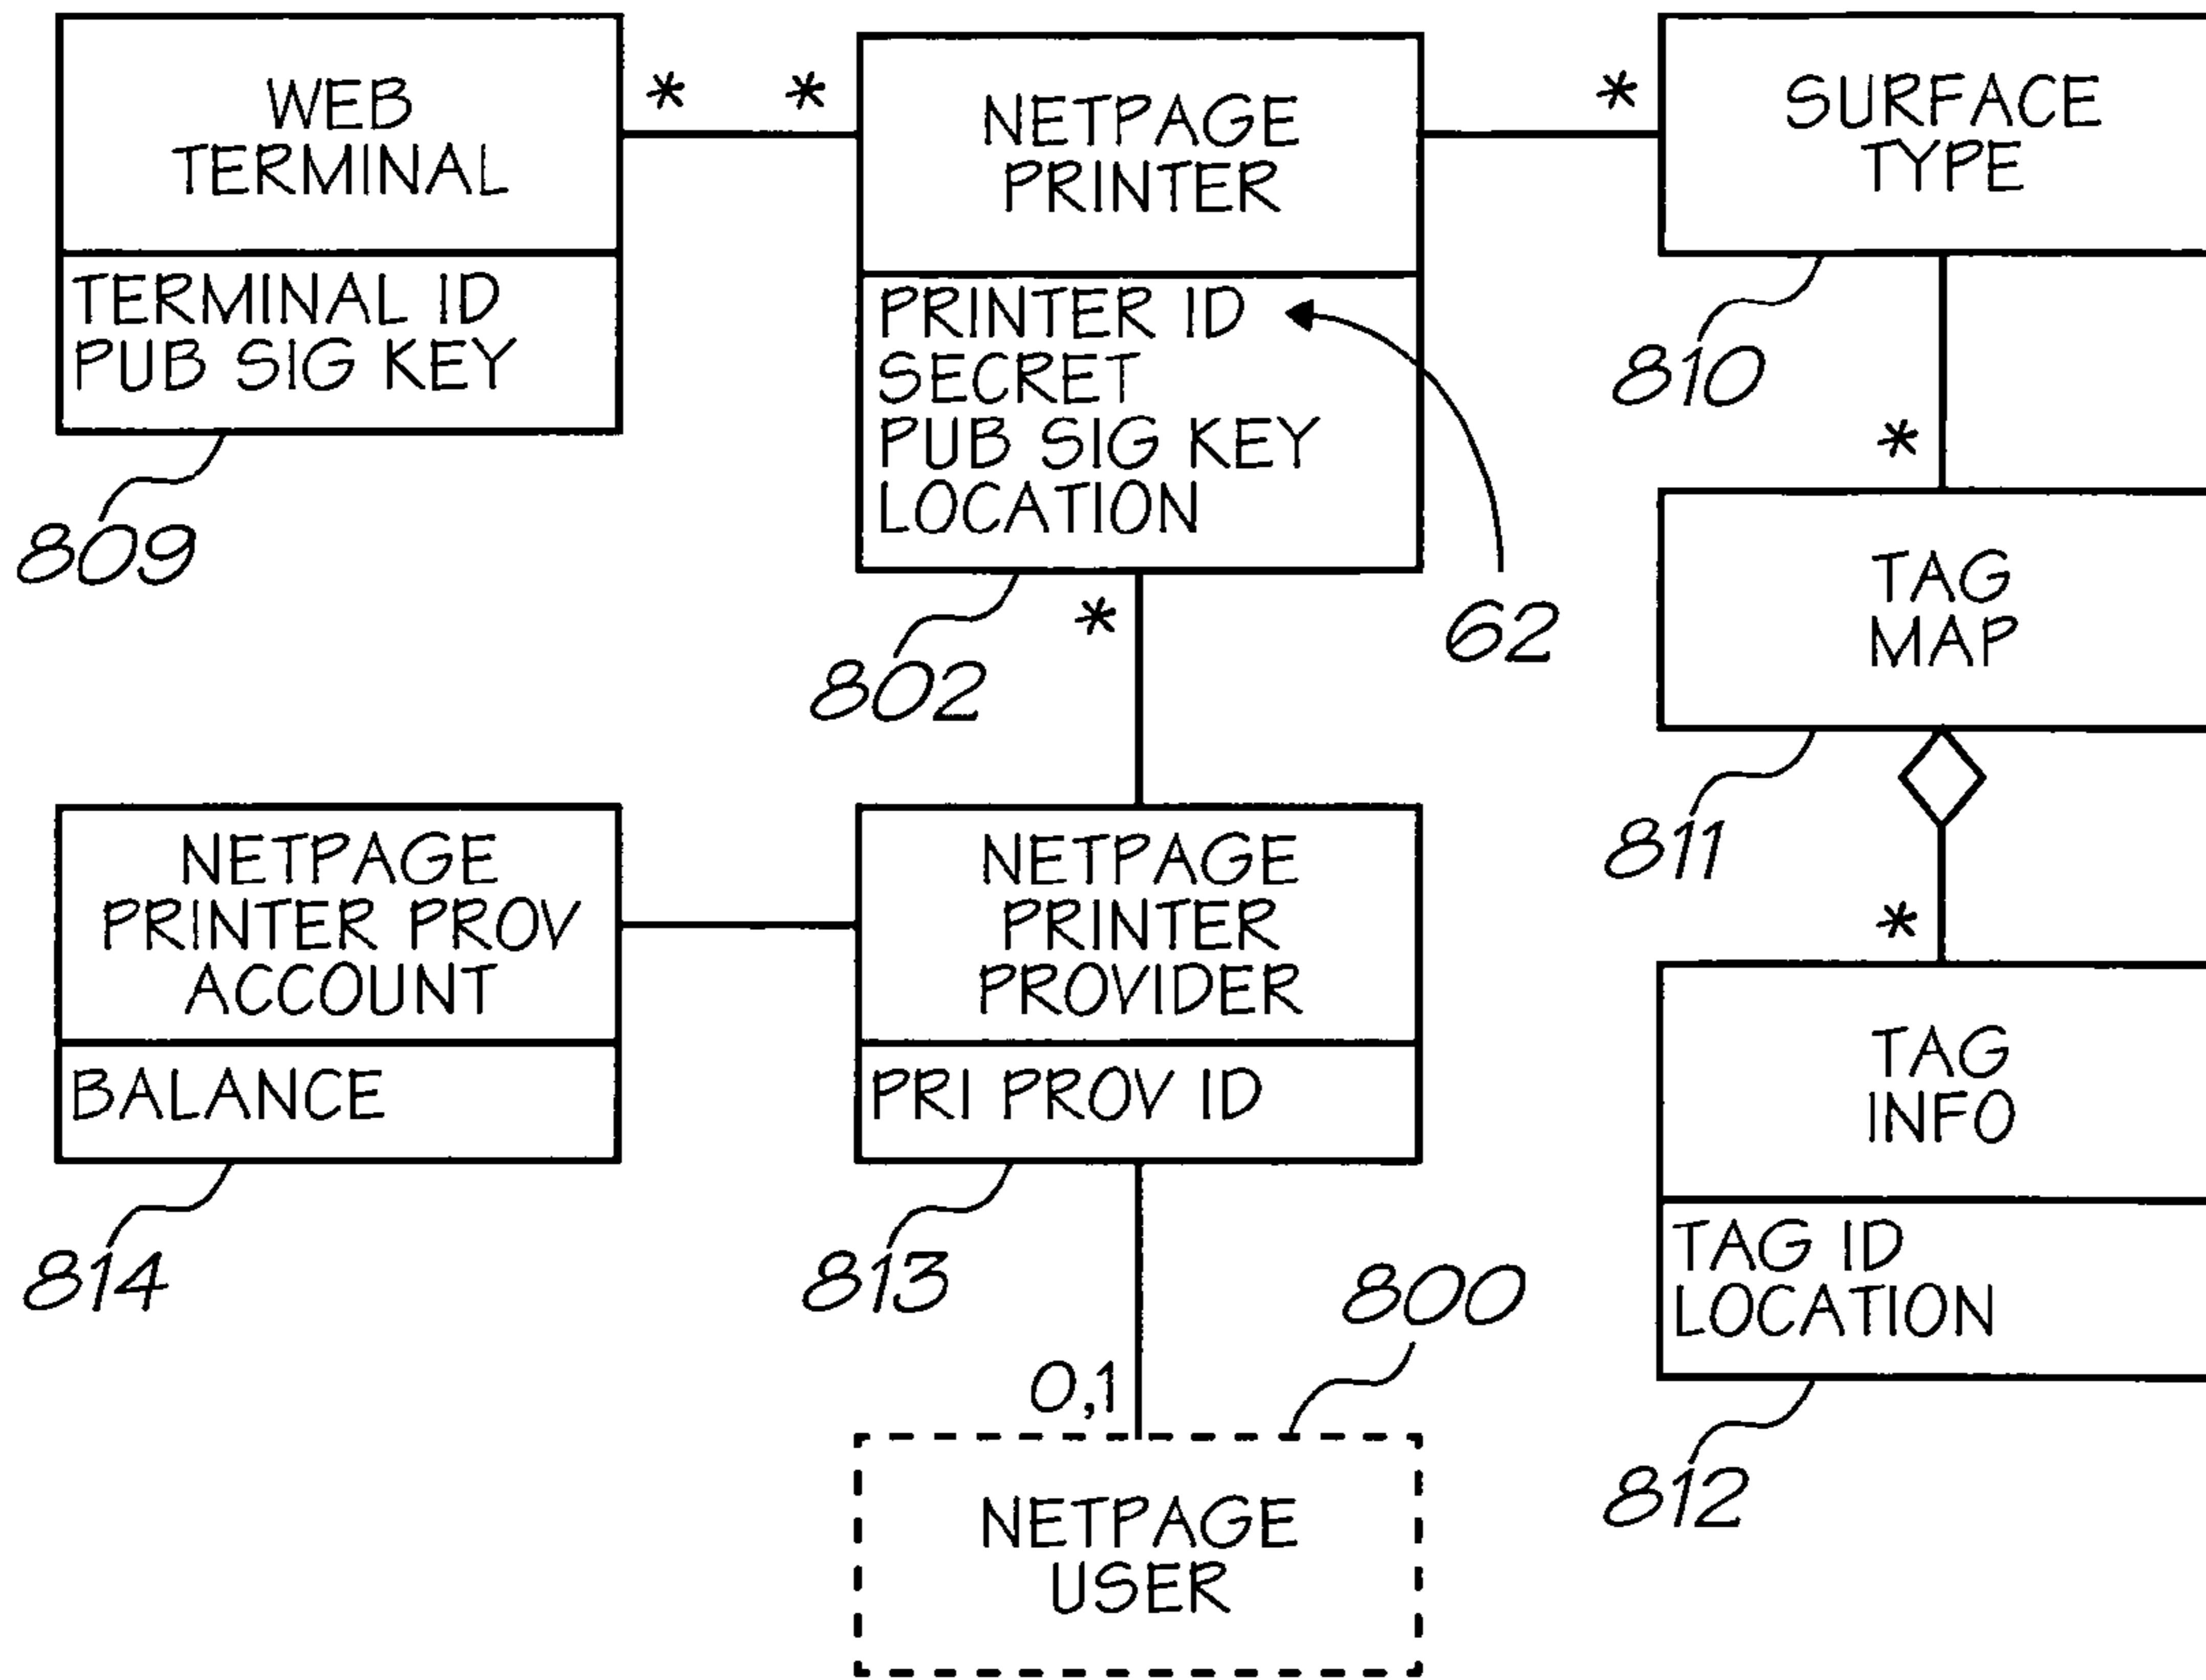 WEB
TERMINAL
TERMINAL ID
PUB SIG KEY
809
*
*
NETPAGE
PRINTER
PRINTER ID
SECRET
PUB SIG KEY
LOCATION
802
62
*
*
SURFACE
TYPE
810
*
TAG
MAP
811
*
TAG
INFO
TAG ID
LOCATION
812
NETPAGE
PRINTER PROV
ACCOUNT
BALANCE
814
NETPAGE
PRINTER
PROVIDER
PRI PROV ID
813
800
0,1
NETPAGE
USER